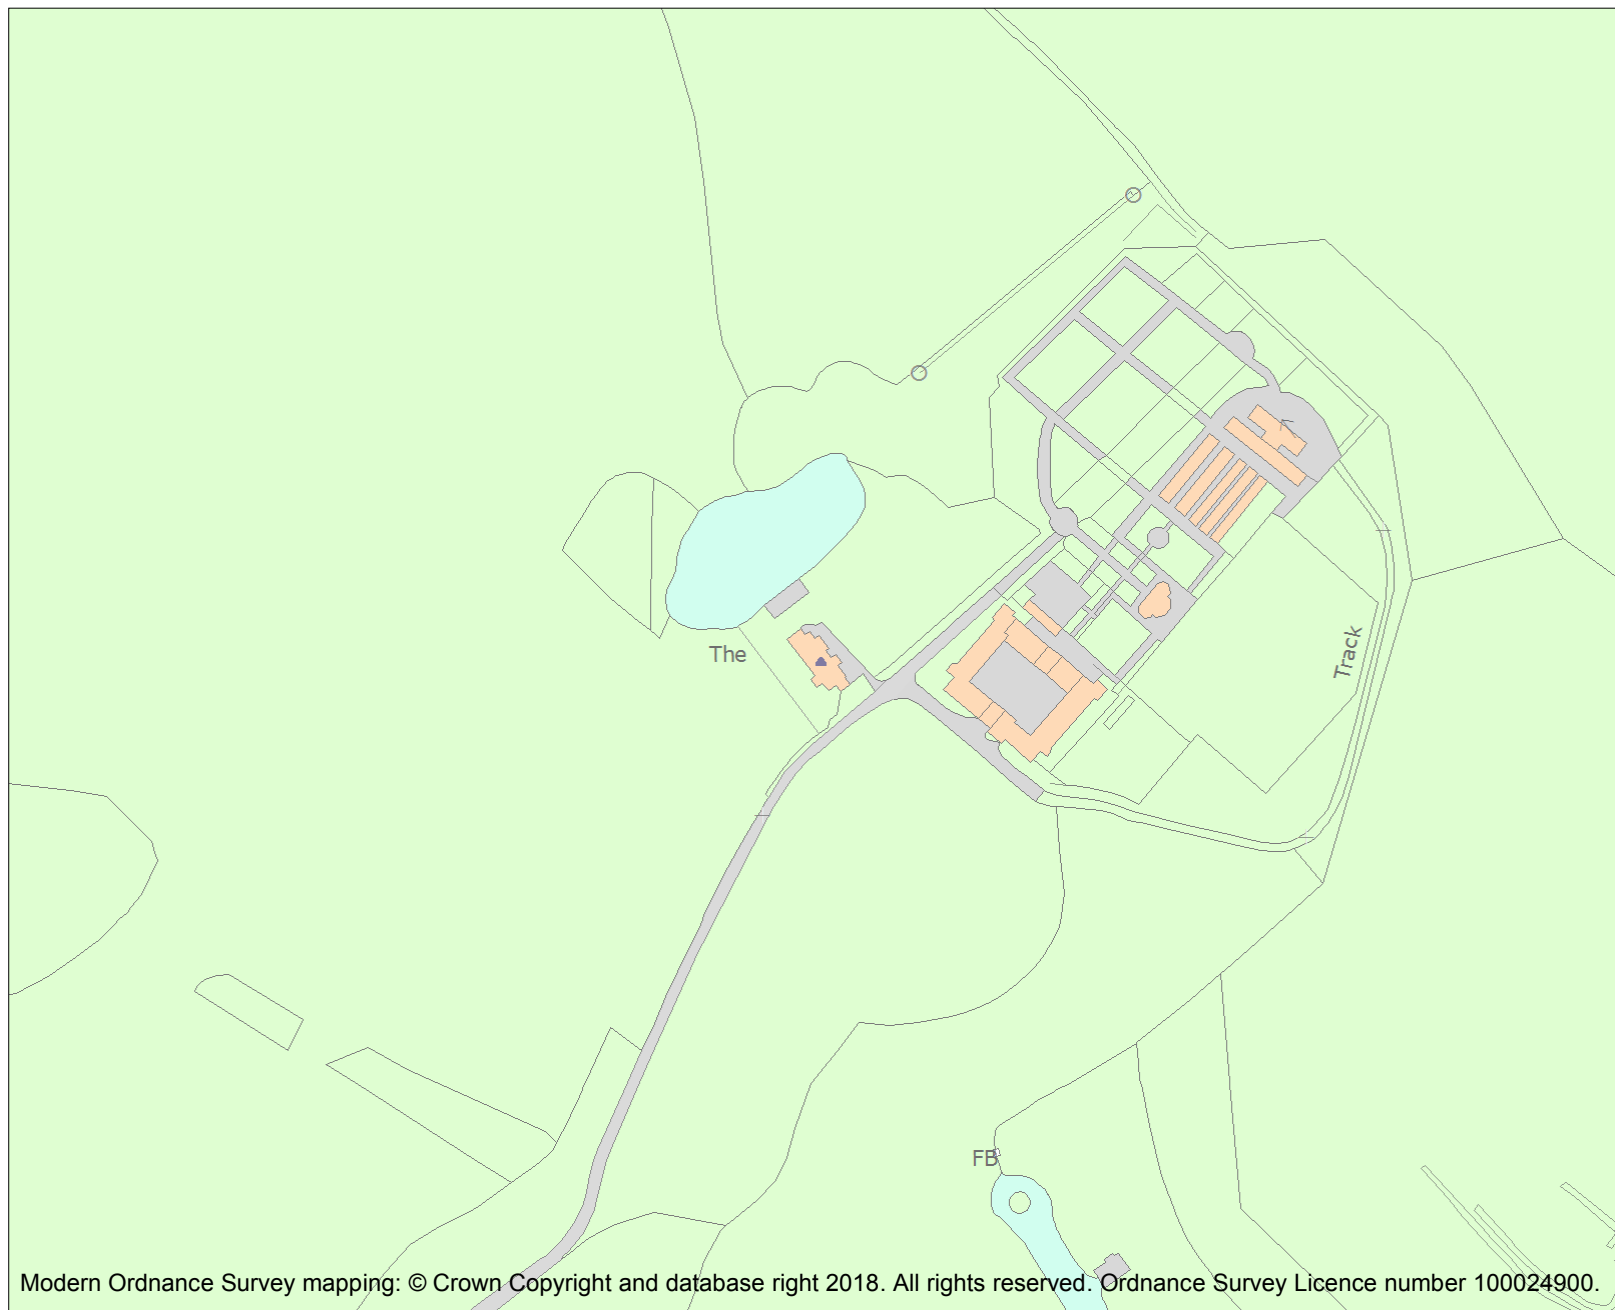 The
Track
FB
Modern Ordnance Survey mapping: © Crown Copyright and database right 2018. All rights reserved. Ordnance Survey Licence number 100024900.